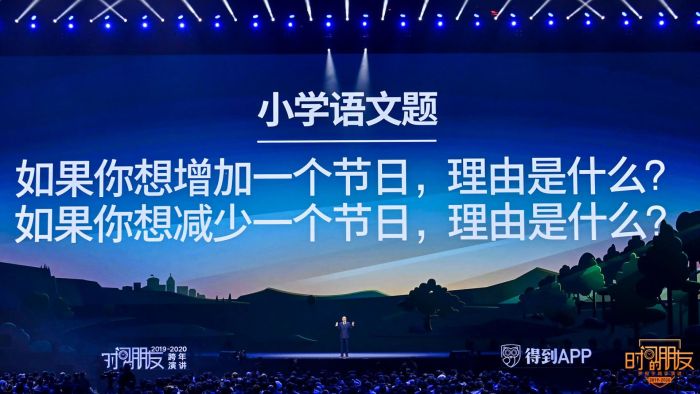 小学语文题
如果你想增加一个节日，理由是什么？
如果你想减少一个节日，理由是什么？
时间的朋友
2019-2020
跨年
演讲
得到APP
时间的朋友
2019-2020